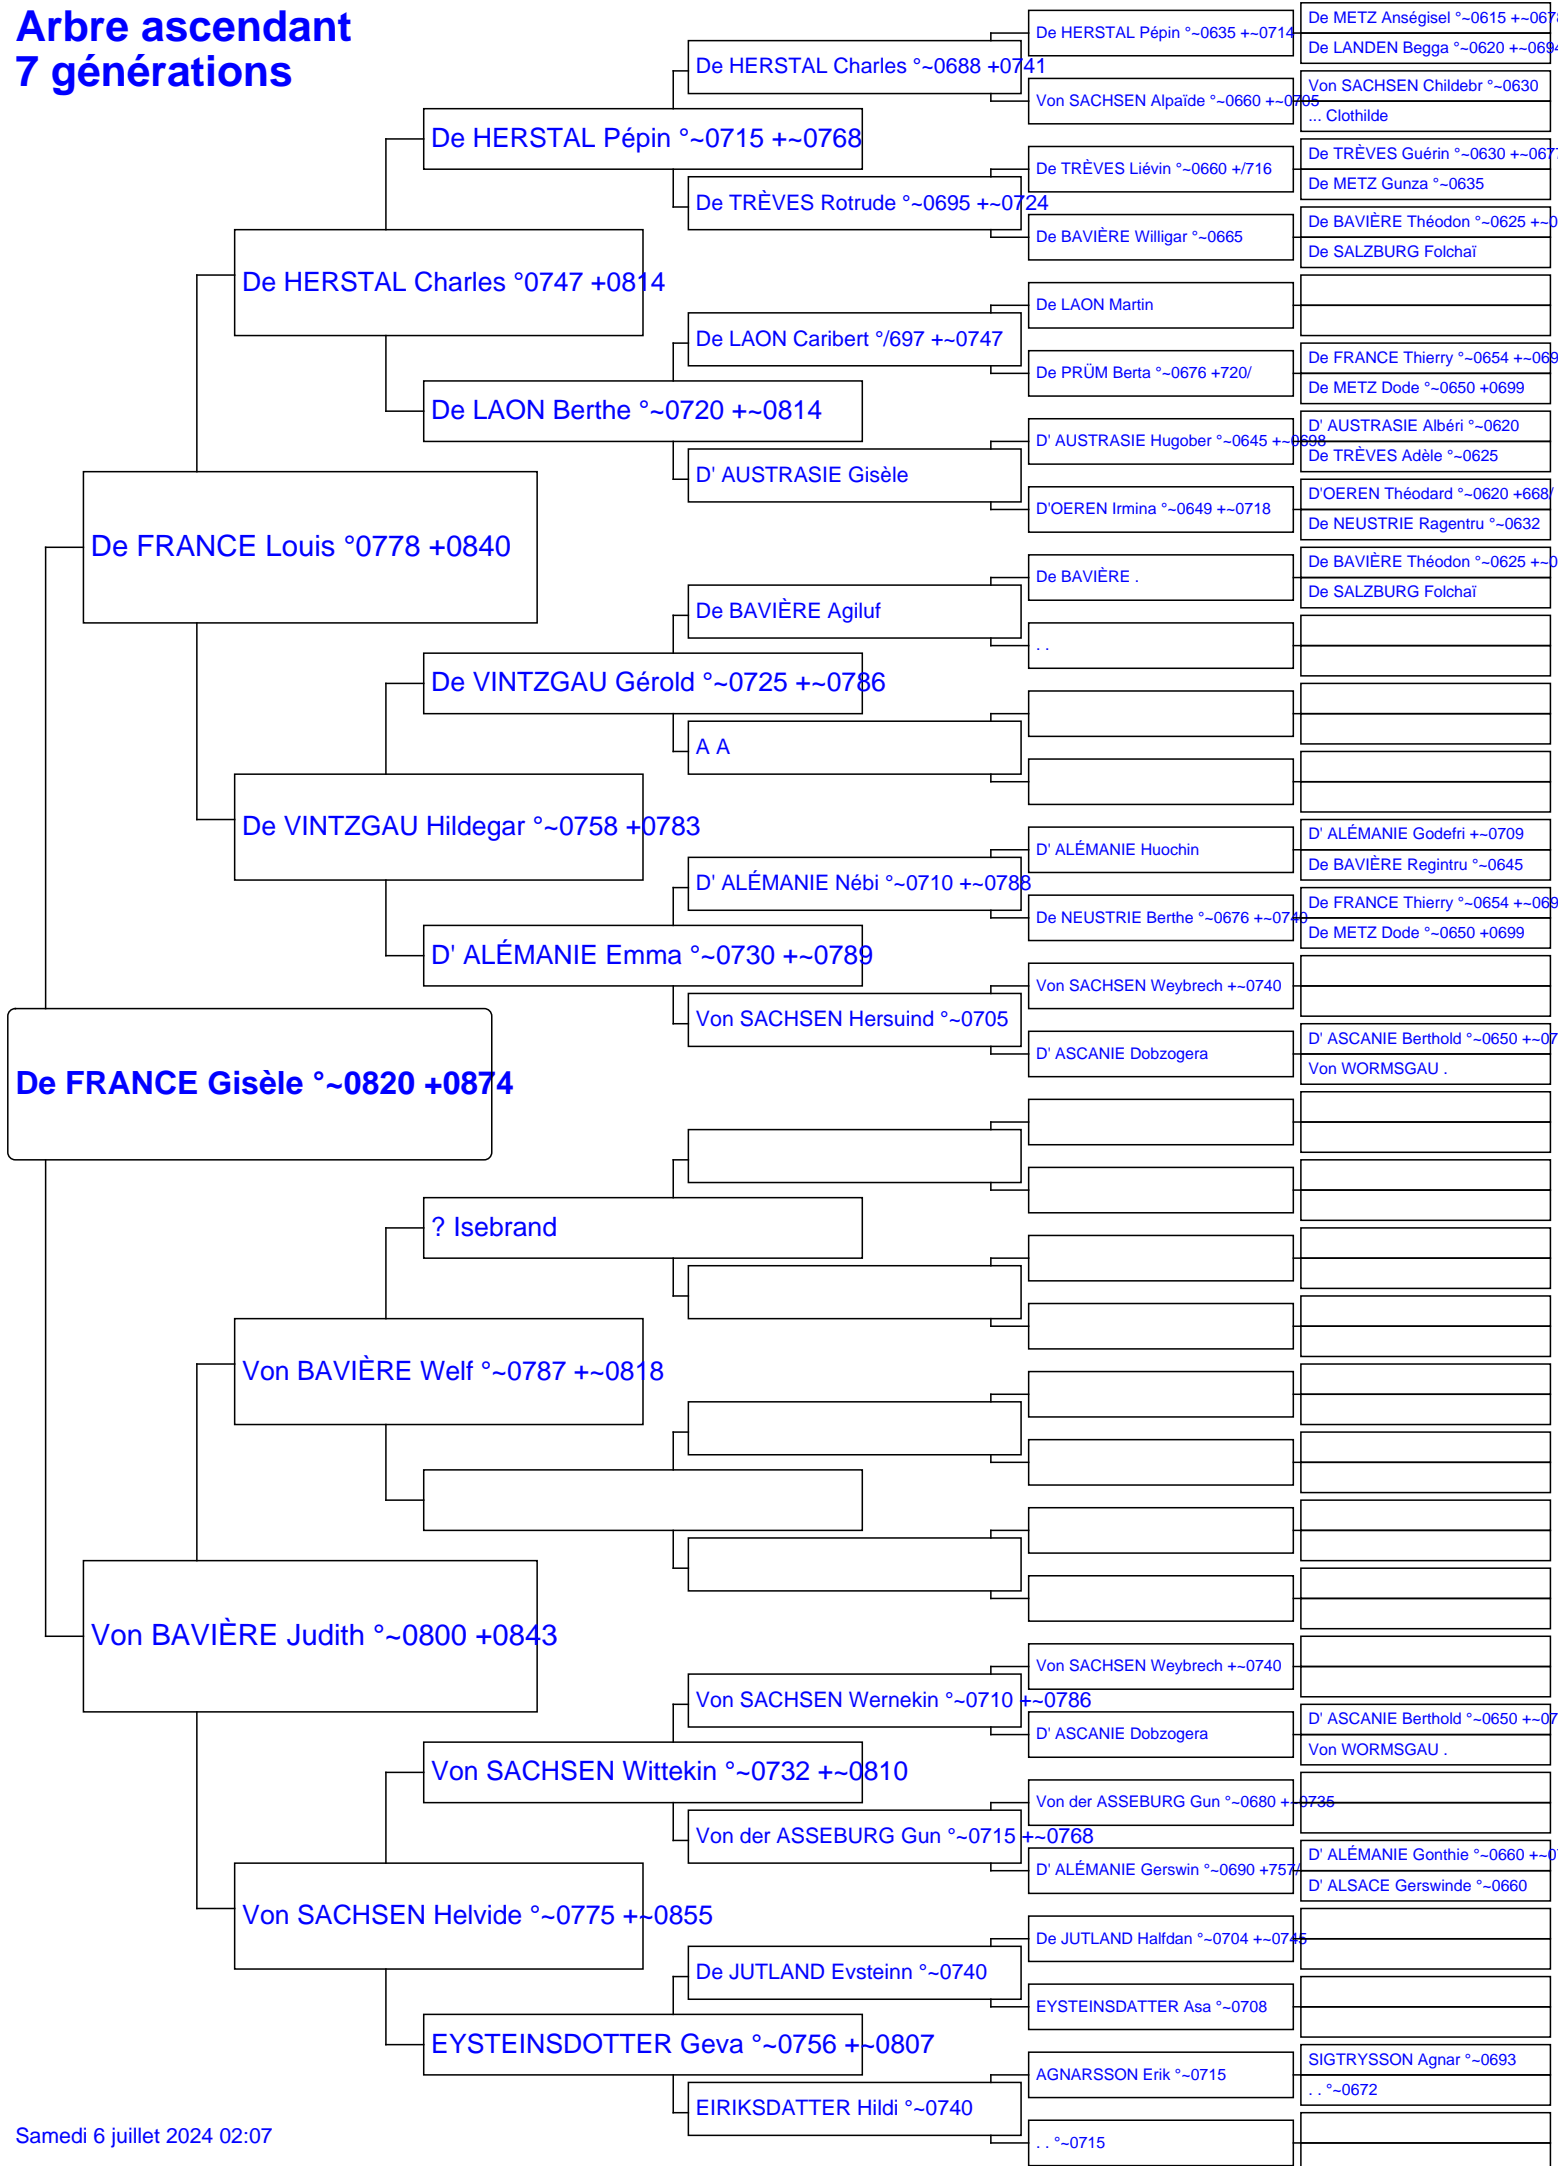 Arbre ascendant
7 générations
De FRANCE Gisèle °~0820 +0874
De FRANCE Louis °0778 +0840
Von BAVIÈRE Judith °~0800 +0843
De HERSTAL Charles °0747 +0814
De VINTZGAU Hildegar °~0758 +0783
Von BAVIÈRE Welf °~0787 +~0818
Von SACHSEN Helvide °~0775 +~0855
De HERSTAL Pépin °~0715 +~0768
De LAON Berthe °~0720 +~0814
De VINTZGAU Gérold °~0725 +~0786
D' ALÉMANIE Emma °~0730 +~0789
? Isebrand
Von SACHSEN Wittekin °~0732 +~0810
EYSTEINSDOTTER Geva °~0756 +~0807
De HERSTAL Charles °~0688 +0741
De TRÈVES Rotrude °~0695 +~0724
De LAON Caribert °/697 +~0747
D' AUSTRASIE Gisèle
De BAVIÈRE Agiluf
A A
D' ALÉMANIE Nébi °~0710 +~0788
Von SACHSEN Hersuind °~0705
Von SACHSEN Wernekin °~0710 +~0786
Von der ASSEBURG Gun °~0715 +~0768
De JUTLAND Evsteinn °~0740
EIRIKSDATTER Hildi °~0740
De HERSTAL Pépin °~0635 +~0714
Von SACHSEN Alpaïde °~0660 +~0705
De TRÈVES Liévin °~0660 +/716
De BAVIÈRE Willigar °~0665
De LAON Martin
De PRÜM Berta °~0676 +720/
D' AUSTRASIE Hugober °~0645 +~0698
D'OEREN Irmina °~0649 +~0718
De BAVIÈRE .
. .
D' ALÉMANIE Huochin
De NEUSTRIE Berthe °~0676 +~0740
Von SACHSEN Weybrech +~0740
D' ASCANIE Dobzogera
Von SACHSEN Weybrech +~0740
D' ASCANIE Dobzogera
Von der ASSEBURG Gun °~0680 +~0735
D' ALÉMANIE Gerswin °~0690 +757/
De JUTLAND Halfdan °~0704 +~0745
EYSTEINSDATTER Asa °~0708
AGNARSSON Erik °~0715
. . °~0715
De METZ Anségisel °~0615 +~0678
De LANDEN Begga °~0620 +~0694
Von SACHSEN Childebr °~0630
... Clothilde
De TRÈVES Guérin °~0630 +~0677
De METZ Gunza °~0635
De BAVIÈRE Théodon °~0625 +~0
De SALZBURG Folchaï
De FRANCE Thierry °~0654 +~069
De METZ Dode °~0650 +0699
D' AUSTRASIE Albéri °~0620
De TRÈVES Adèle °~0625
D'OEREN Théodard °~0620 +668/
De NEUSTRIE Ragentru °~0632
De BAVIÈRE Théodon °~0625 +~0
De SALZBURG Folchaï
D' ALÉMANIE Godefri +~0709
De BAVIÈRE Regintru °~0645
De FRANCE Thierry °~0654 +~069
De METZ Dode °~0650 +0699
D' ASCANIE Berthold °~0650 +~07
Von WORMSGAU .
D' ASCANIE Berthold °~0650 +~07
Von WORMSGAU .
D' ALÉMANIE Gonthie °~0660 +~07
D' ALSACE Gerswinde °~0660
SIGTRYSSON Agnar °~0693
. . °~0672
Samedi 6 juillet 2024 02:07